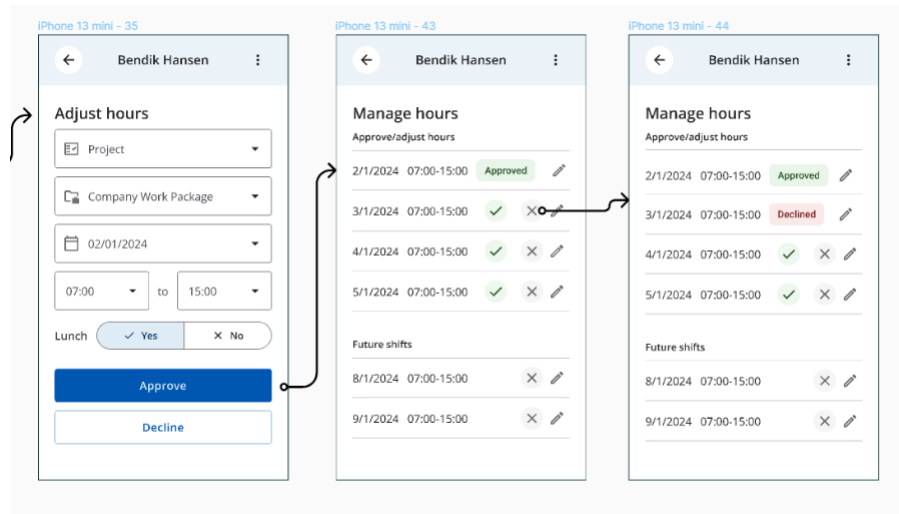 iPhone 13 mini – 35
Bendik Hansen
Adjust hours
Project
Company Work Package
02/01/2024
07:00 to 15:00
Lunch Yes No
Approve
Decline
iPhone 13 mini – 43
Bendik Hansen
Manage hours
Approve/adjust hours
2/1/2024 07:00-15:00 Approved
3/1/2024 07:00-15:00
4/1/2024 07:00-15:00
5/1/2024 07:00-15:00
Future shifts
8/1/2024 07:00-15:00
9/1/2024 07:00-15:00
iPhone 13 mini – 44
Bendik Hansen
Manage hours
Approve/adjust hours
2/1/2024 07:00-15:00 Approved
3/1/2024 07:00-15:00 Declined
4/1/2024 07:00-15:00
5/1/2024 07:00-15:00
Future shifts
8/1/2024 07:00-15:00
9/1/2024 07:00-15:00